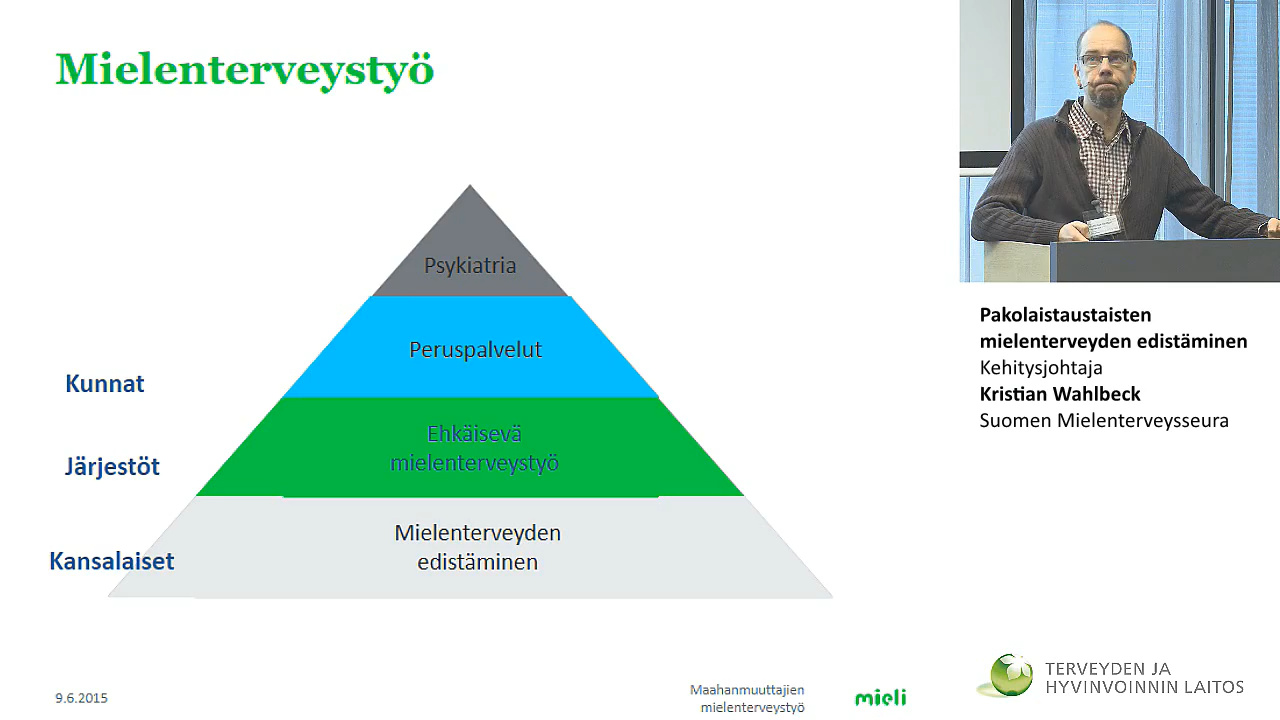 Mielenterveystyö
Psykiatria
Peruspalvelut
Kunnat
Ehkäisevä
mielenterveystyö
Järjestöt
Mielenterveyden
edistäminen
Kansalaiset
9.6.2015
Maahanmuuttajien
mielenterveystyö
mieli
Pakolaistaustaisten
mielenterveyden edistäminen
Kehitysjohtaja
Kristian Wahlbeck
Suomen Mielenterveysseura
TERVEYDEN JA
HYVINVOINNIN LAITOS